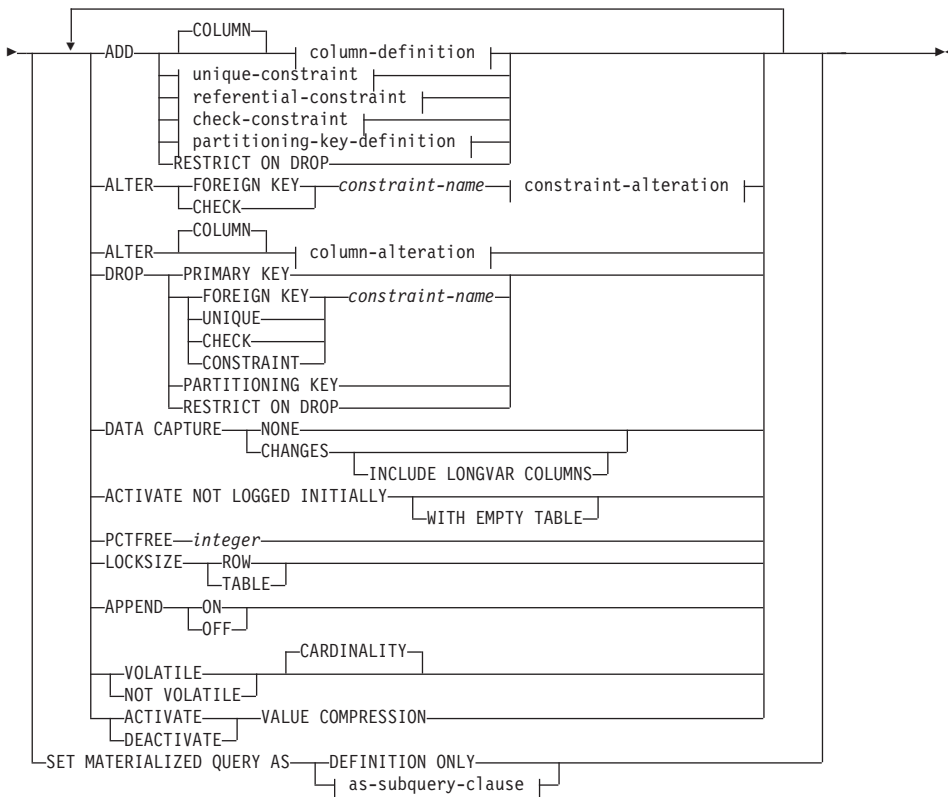 COLUMN
ADD column-definition
unique-constraint
referential-constraint
check-constraint
partitioning-key-definition
RESTRICT ON DROP
ALTER FOREIGN KEY constraint-name constraint-alteration
CHECK
COLUMN
ALTER column-alteration
DROP PRIMARY KEY
FOREIGN KEY constraint-name
UNIQUE
CHECK
CONSTRAINT
PARTITIONING KEY
RESTRICT ON DROP
DATA CAPTURE NONE
CHANGES
INCLUDE LONGVAR COLUMNS
ACTIVATE NOT LOGGED INITIALLY
WITH EMPTY TABLE
PCTFREE integer
LOCKSIZE ROW
TABLE
APPEND ON
OFF
CARDINALITY
VOLATILE
NOT VOLATILE
ACTIVATE VALUE COMPRESSION
DEACTIVATE
SET MATERIALIZED QUERY AS DEFINITION ONLY
as-subquery-clause